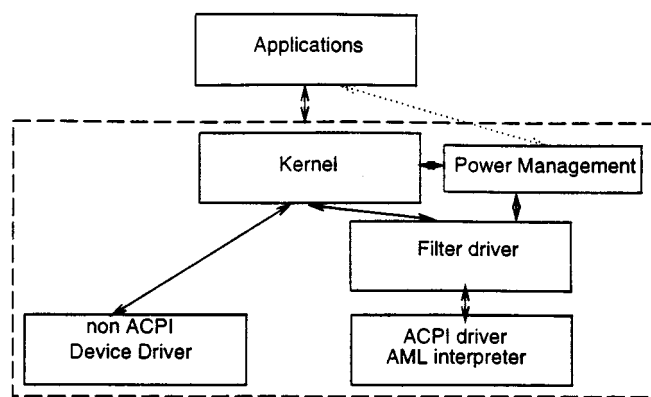 Applications
Kernel
Power Management
Filter driver
non ACPI
Device Driver
ACPI driver
AML interpreter